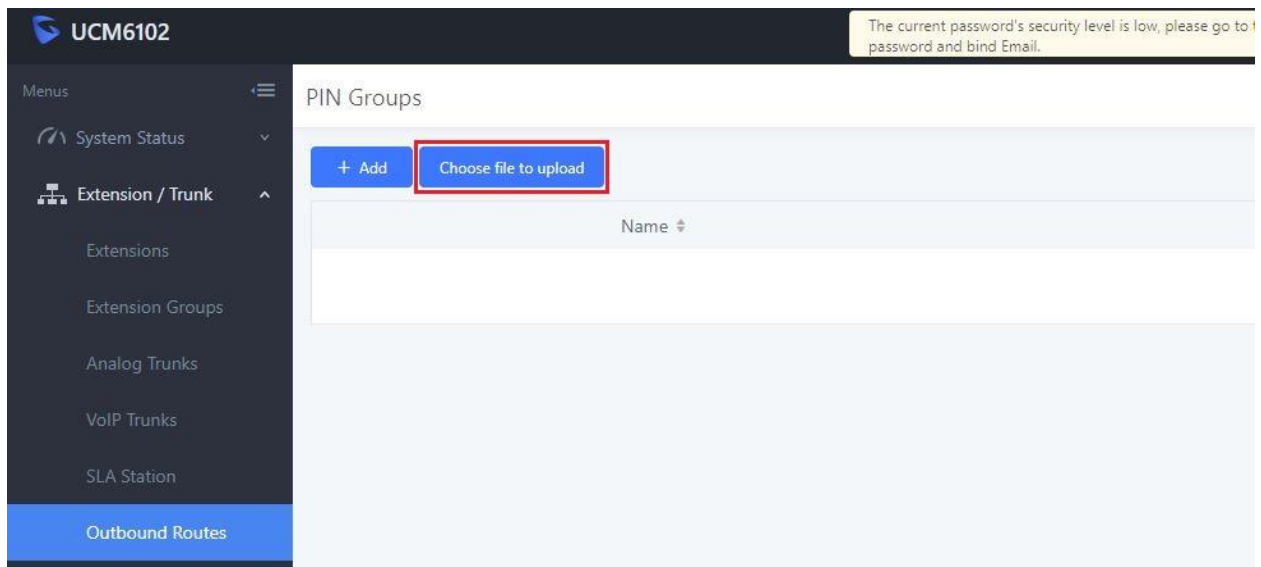 UCM6102
The current password's security level is low, please go to
password and bind Email.
Menus
PIN Groups
System Status
+ Add
Choose file to upload
Extension / Trunk
Name
Extensions
Extension Groups
Analog Trunks
VoIP Trunks
SLA Station
Outbound Routes